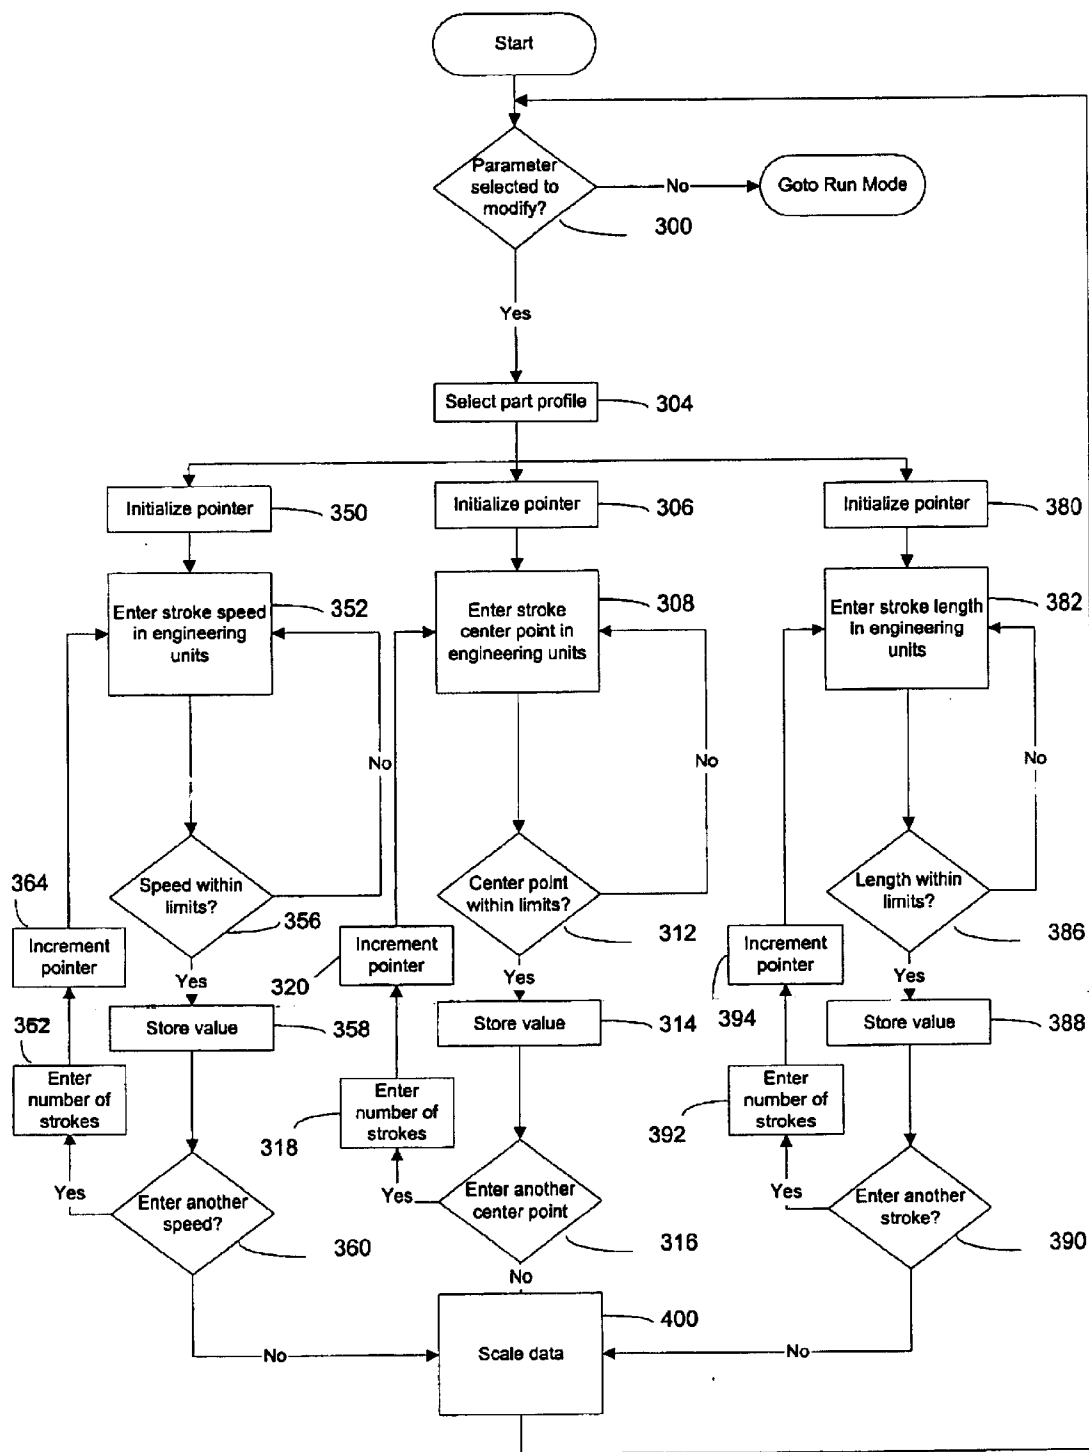 Start
Parameter
selected to
modify?
No
Goto Run Mode
300
Yes
Select part profile
304
Initialize pointer
350
Initialize pointer
306
Initialize pointer
380
Enter stroke speed
in engineering
units
352
Enter stroke
center point in
engineering units
308
Enter stroke length
in engineering
units
382
No
No
No
364
Speed within
limits?
356
Center point
within limits?
312
Length within
limits?
386
Increment
pointer
320
Increment
pointer
394
Increment
pointer
Yes
Yes
Yes
Store value
358
Store value
314
Store value
388
362
Enter
number of
strokes
318
Enter
number of
strokes
392
Enter
number of
strokes
Yes
Enter another
speed?
360
Yes
Enter another
center point
316
Yes
Enter another
stroke?
390
No
No
No
Scale data
400